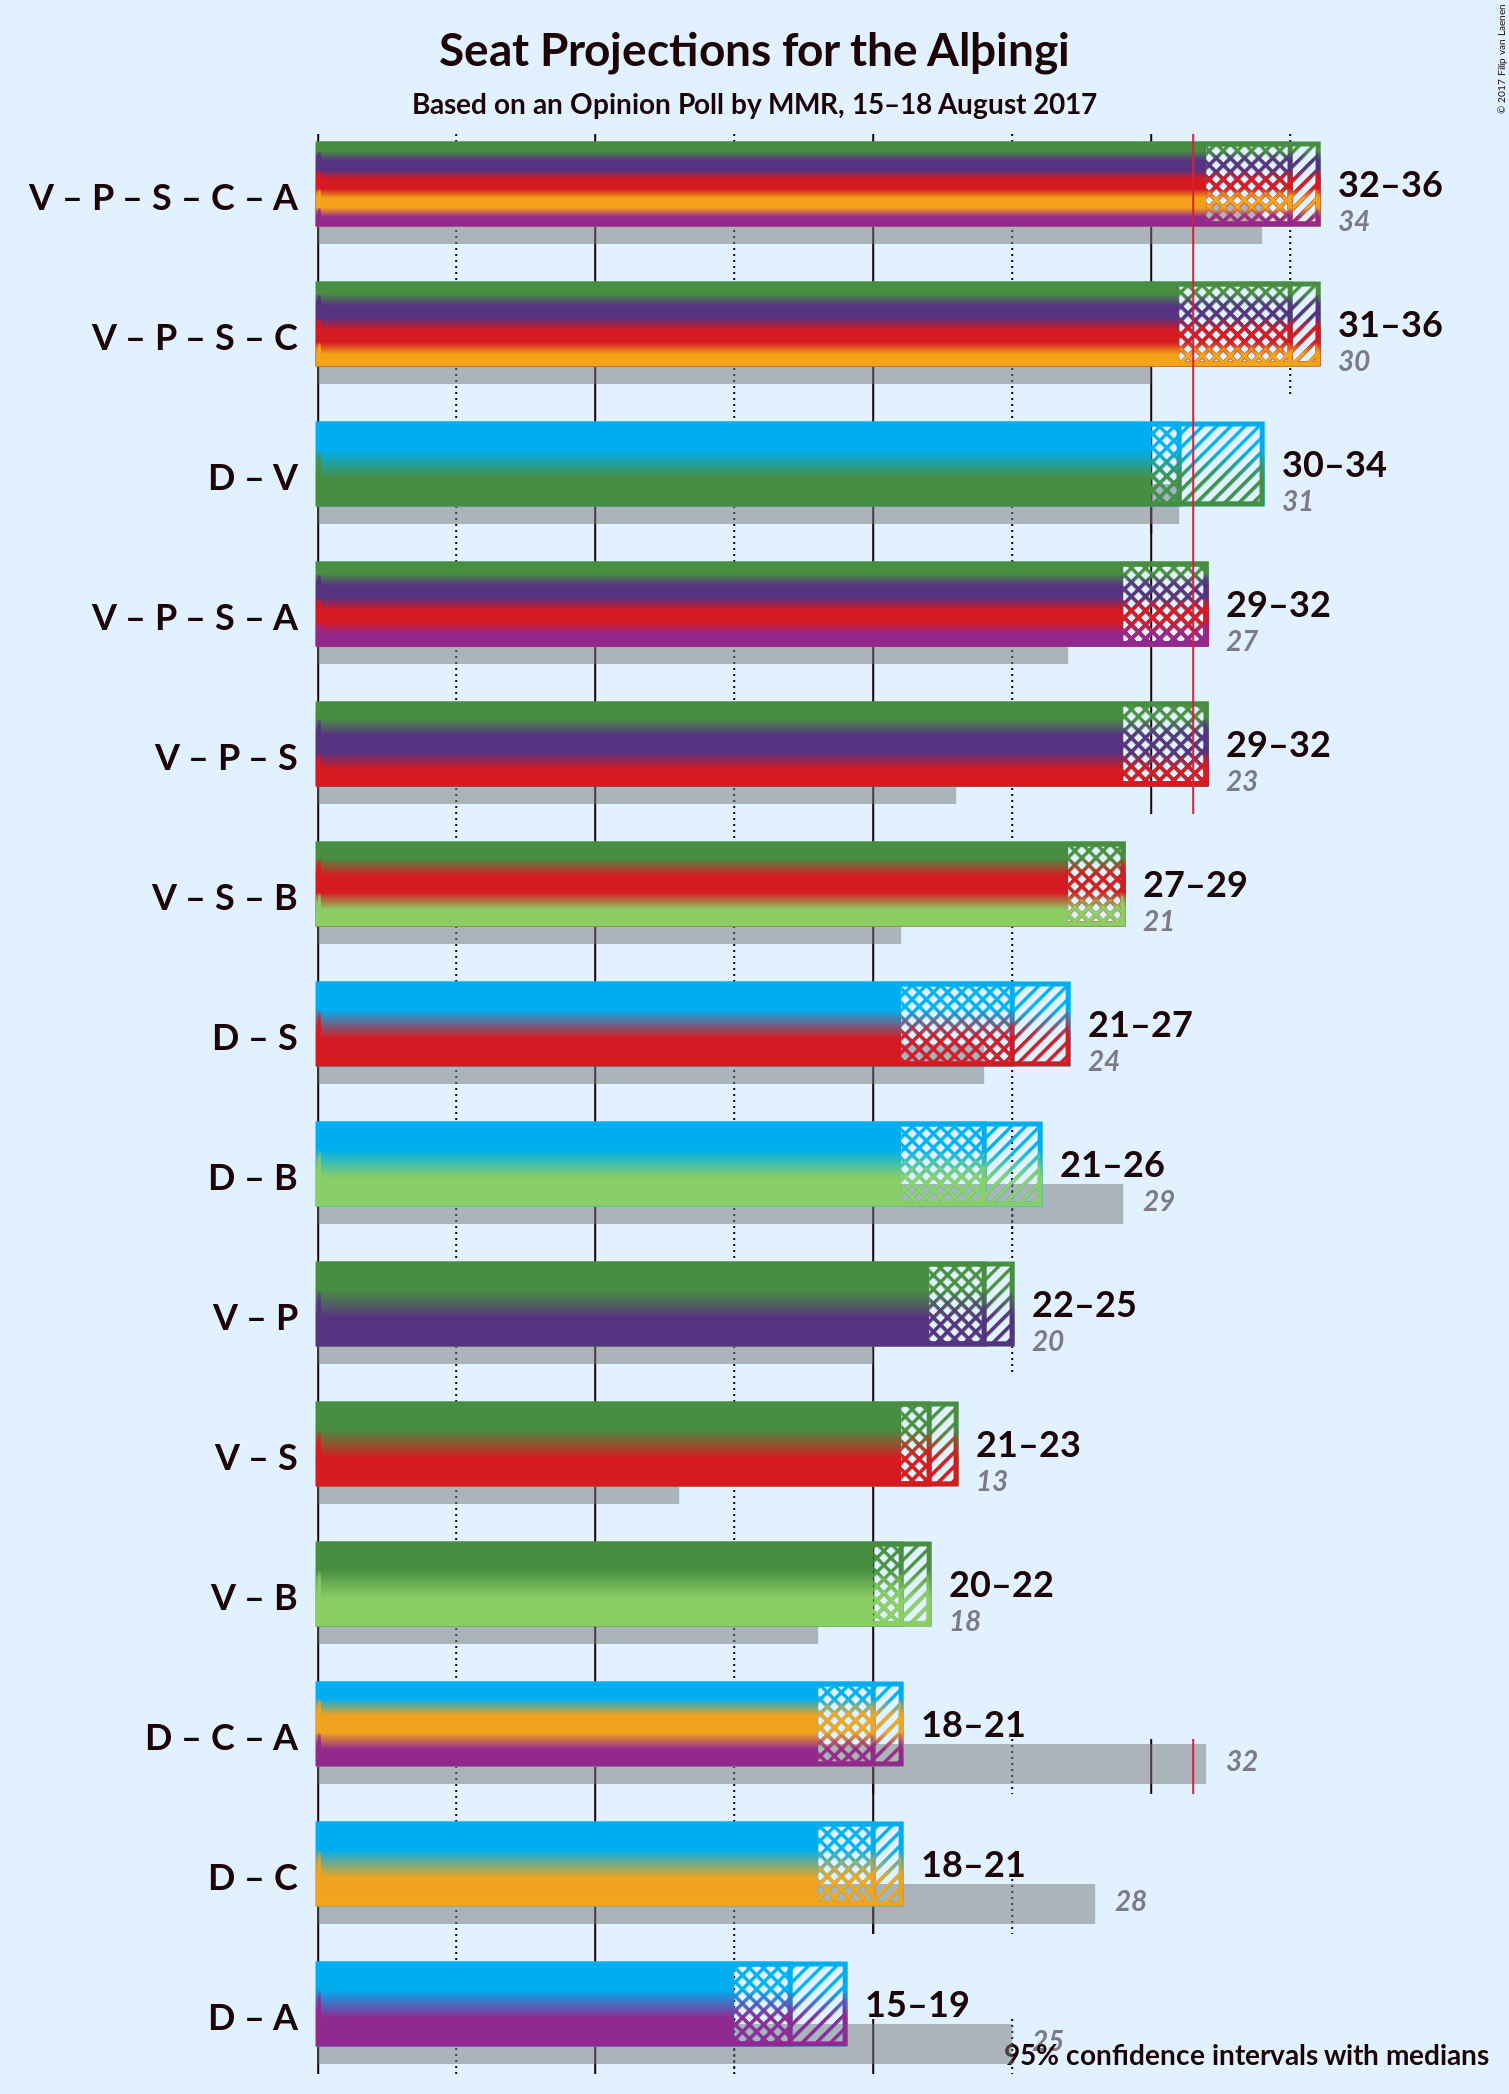 © 2017 Filip van Laenen
Seat Projections for the Alþingi
Based on an Opinion Poll by MMR, 15–18 August 2017
V – P – S – C – A
32–36
34
V – P – S – C
31–36
30
D – V
30–34
31
V – P – S – A
29–32
27
V – P – S
29–32
23
V – S – B
27–29
21
D – S
21–27
24
D – B
21–26
29
V – P
22–25
20
V – S
21–23
13
V – B
20–22
18
D – C – A
18–21
32
D – C
18–21
28
D – A
15–19
25
95% confidence intervals with medians